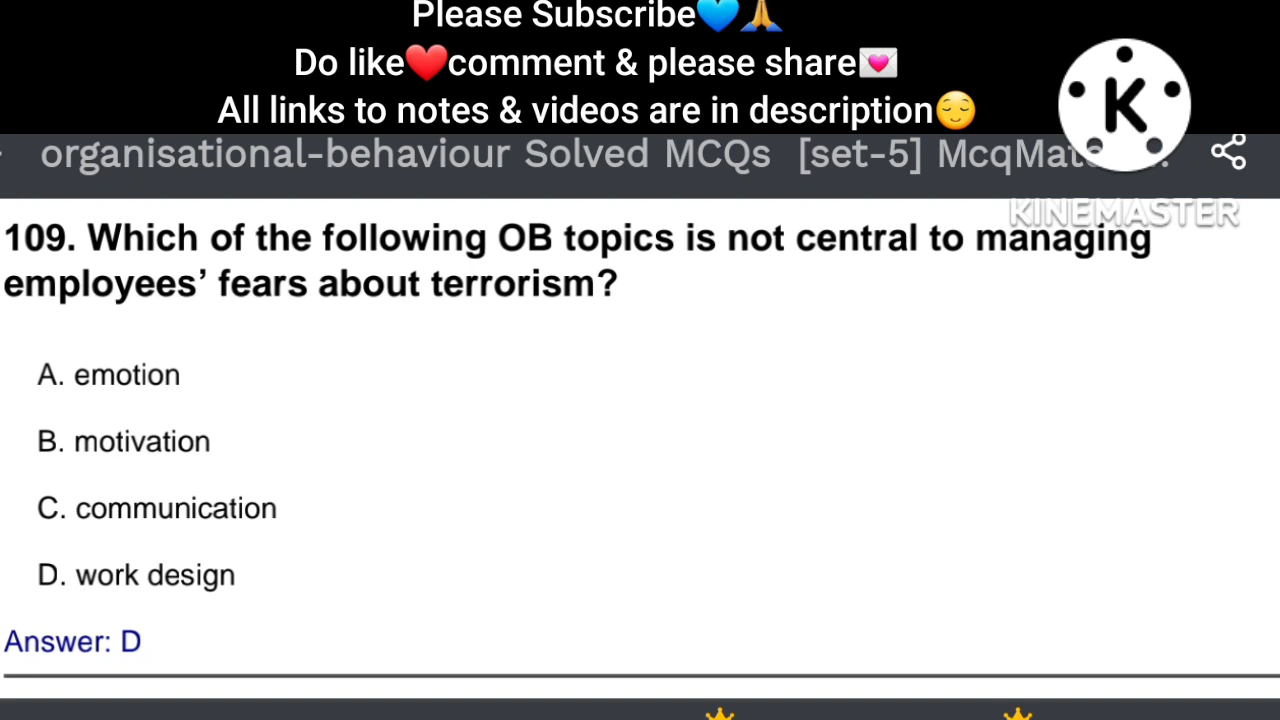 Please Subscribe💙🙏
Do like❤️comment & please share💌
All links to notes & videos are in description😌
K
organisational-behaviour Solved MCQs [set-5]
KINEMASTER
109. Which of the following OB topics is not central to managing
employees’ fears about terrorism?
A. emotion
B. motivation
C. communication
D. work design
Answer: D